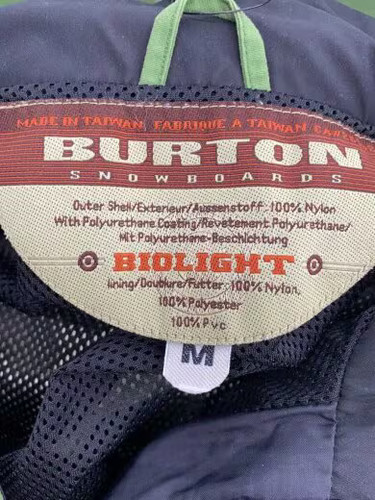 MADE IN TAIWAN, FABRIQUE A TAIWAN
BURTON
SNOWBOARDS
Outer Shell/Exterieur/Aussenstoff: 100% Nylon
With Polyurethane Coating/Revetement Polyurethane/
Mit Polyurethane-Beschichtung
BIOLIGHT
lining/Doublure/Futter: 100% Nylon,
100% Polyester
100% Pvc
M